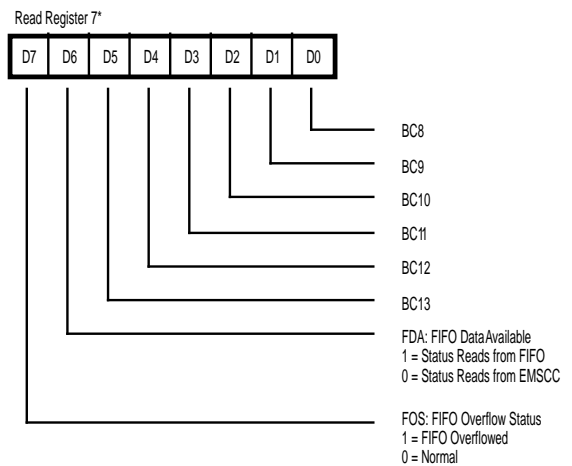 Read Register 7*
D7 D6 D5 D4 D3 D2 D1 D0
BC8
BC9
BC10
BC11
BC12
BC13
FDA: FIFO DataAvailable
1 = Status Reads from FIFO
0 = Status Reads from EMSCC
FOS: FIFO Overflow Status
1 = FIFO Overflowed
0 = Normal